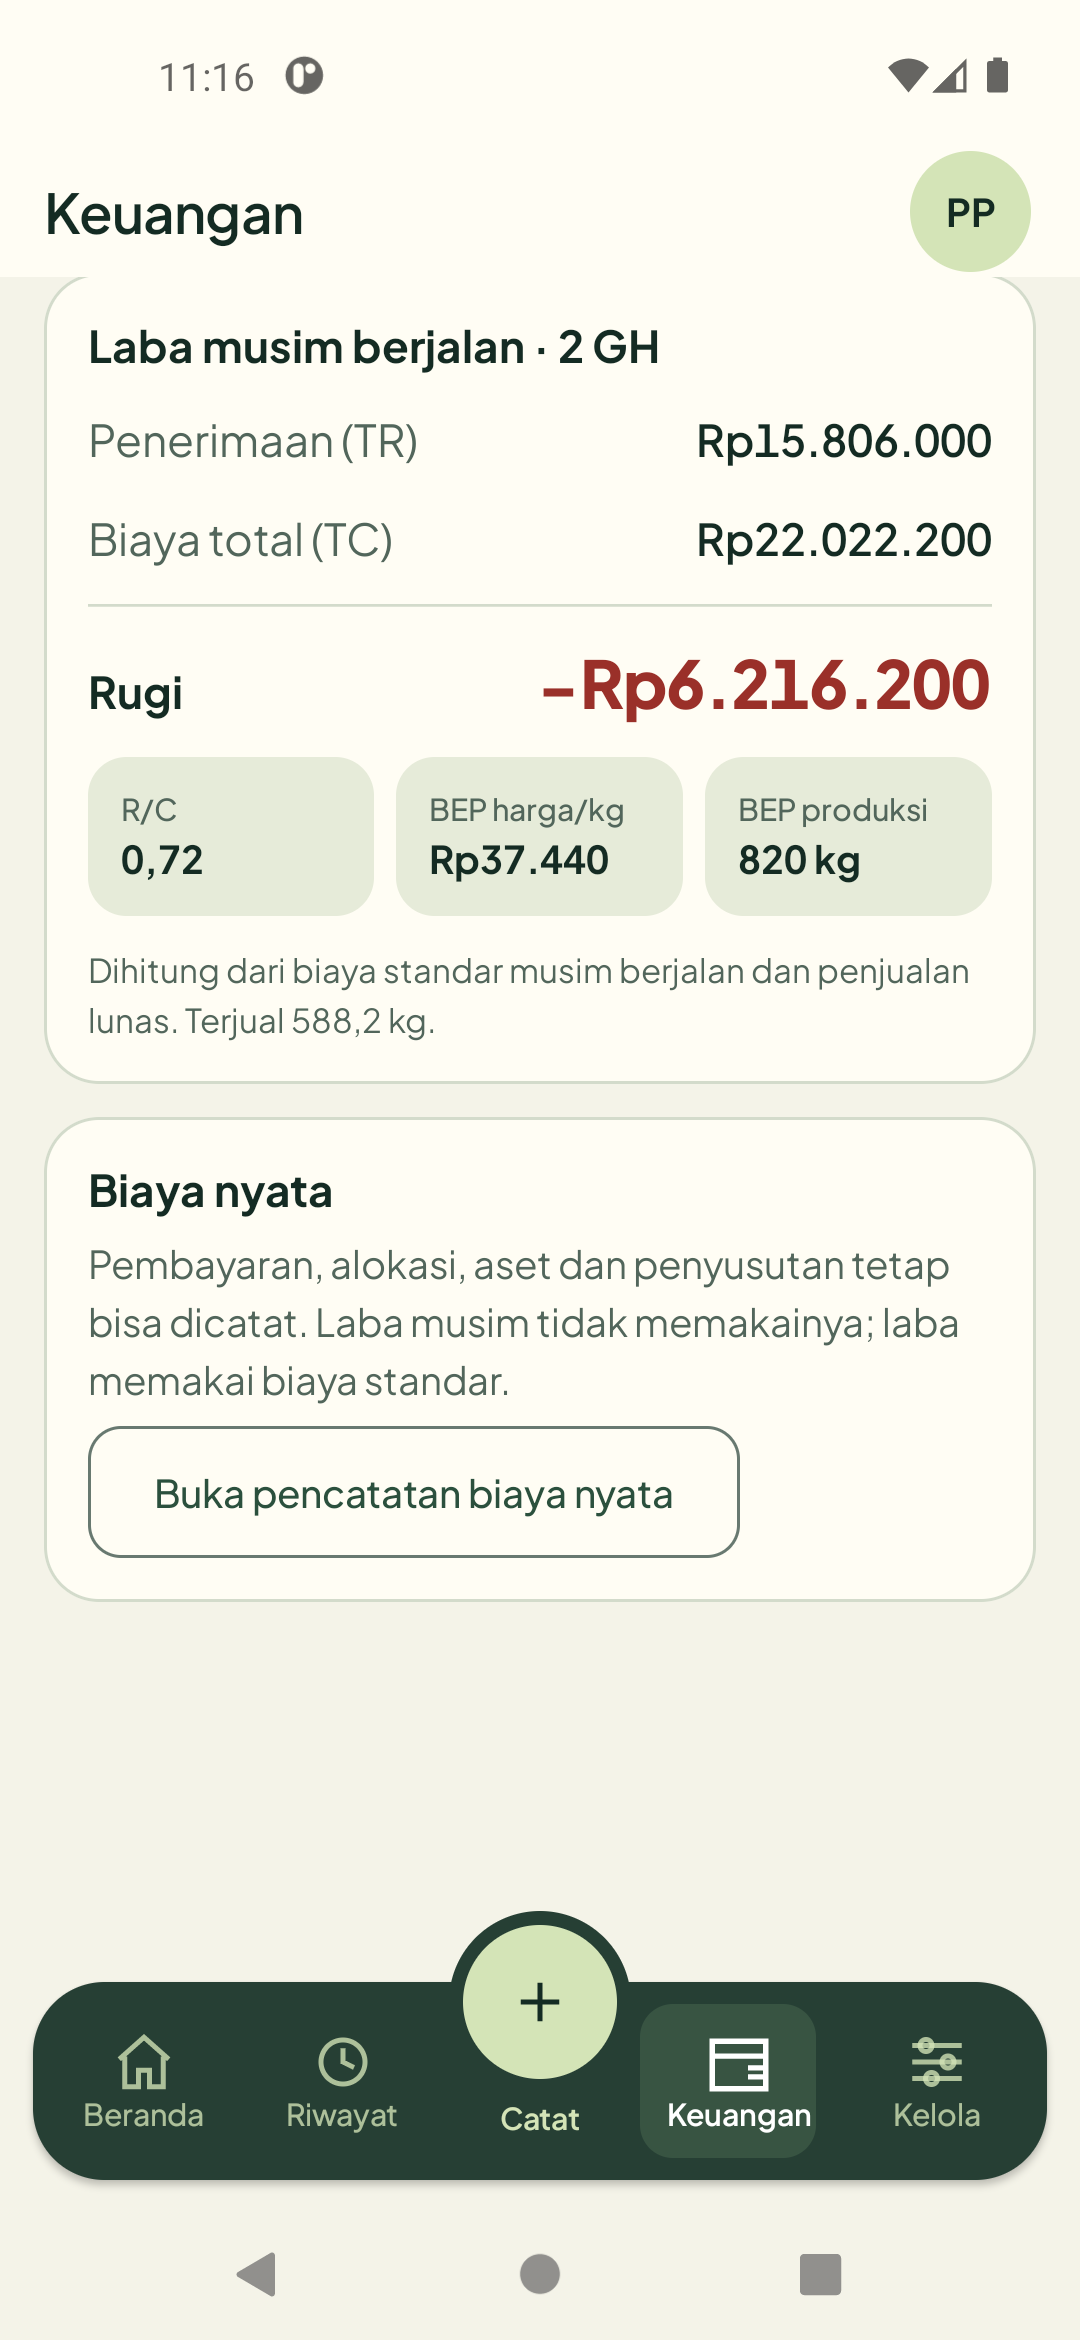 11:16
Keuangan
PP
Laba musim berjalan · 2 GH
Penerimaan (TR) Rp15.806.000
Biaya total (TC) Rp22.022.200
Rugi −Rp6.216.200
R/C BEP harga/kg BEP produksi
0,72 Rp37.440 820 kg
Dihitung dari biaya standar musim berjalan dan penjualan
lunas. Terjual 588,2 kg.
Biaya nyata
Pembayaran, alokasi, aset dan penyusutan tetap
bisa dicatat. Laba musim tidak memakainya; laba
memakai biaya standar.
Buka pencatatan biaya nyata
Beranda Riwayat Catat Keuangan Kelola